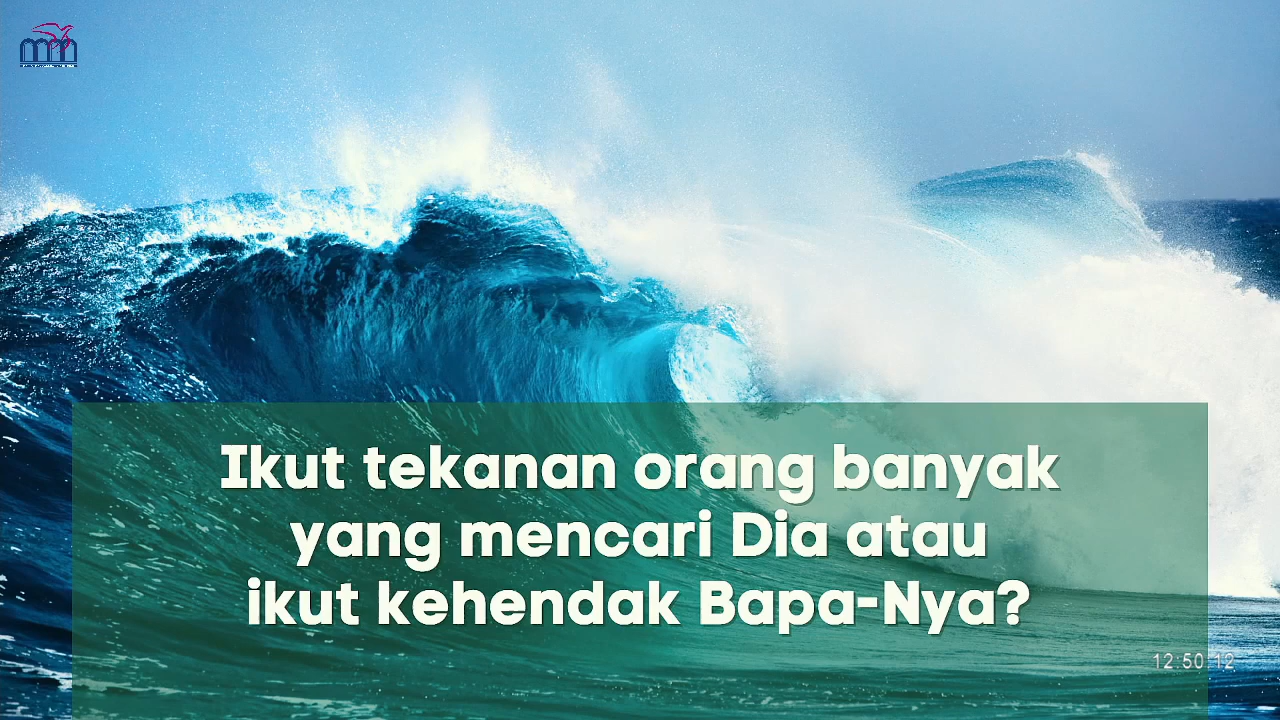 Ikut tekanan orang banyak
yang mencari Dia atau
ikut kehendak Bapa-Nya?
12:50:12